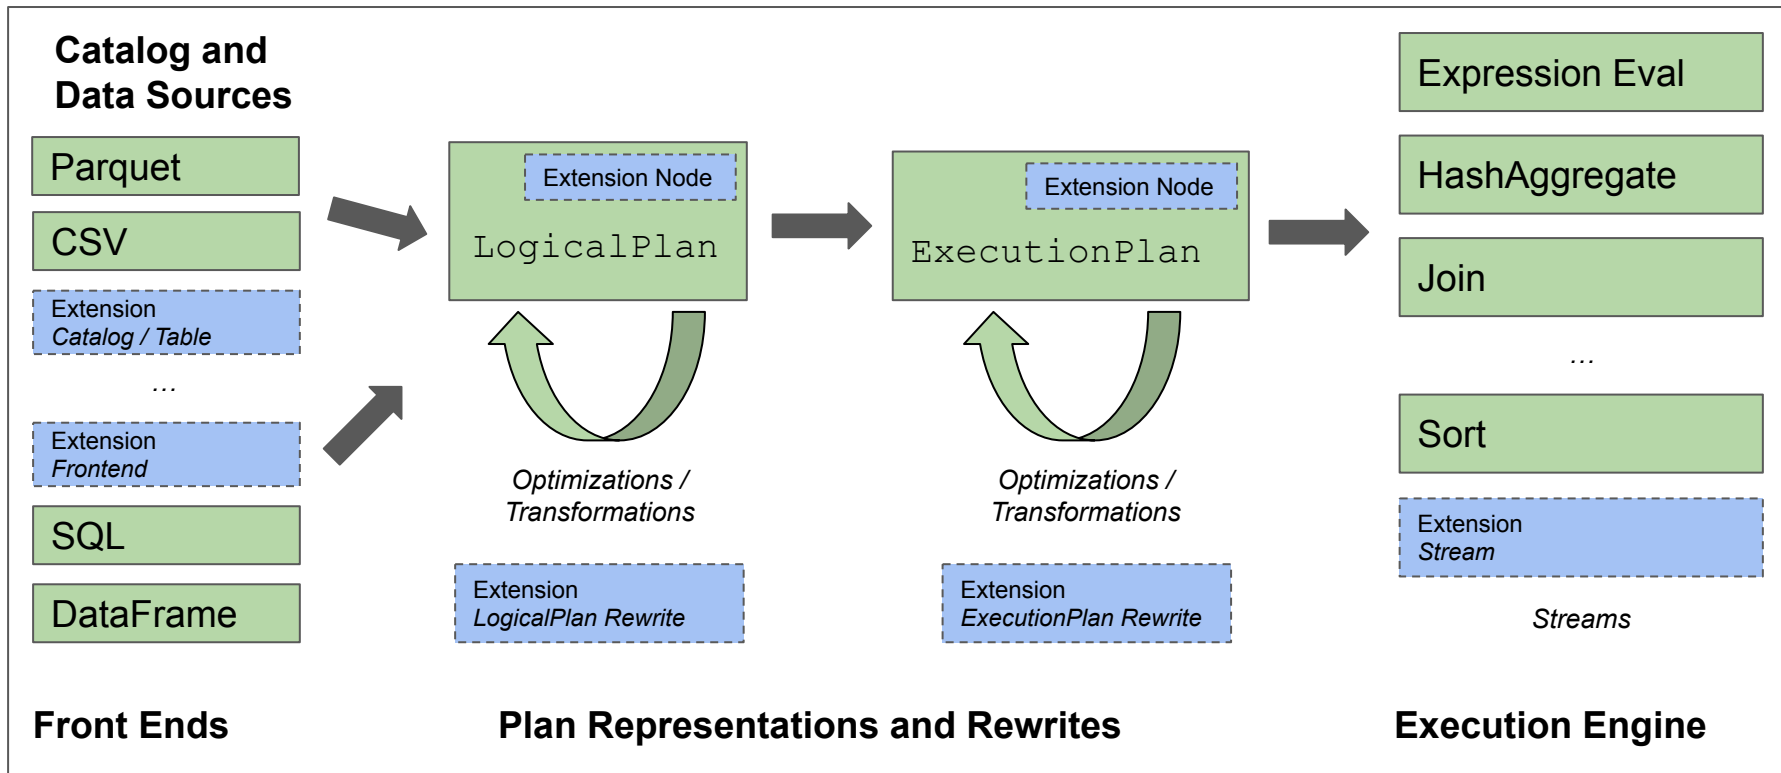 Catalog and
Data Sources
Parquet
CSV
Extension
Catalog / Table
...
Extension
Frontend
SQL
DataFrame
Front Ends
Extension Node
LogicalPlan
Optimizations /
Transformations
Extension
LogicalPlan Rewrite
Extension Node
ExecutionPlan
Optimizations /
Transformations
Extension
ExecutionPlan Rewrite
Plan Representations and Rewrites
Expression Eval
HashAggregate
Join
...
Sort
Extension
Stream
Streams
Execution Engine